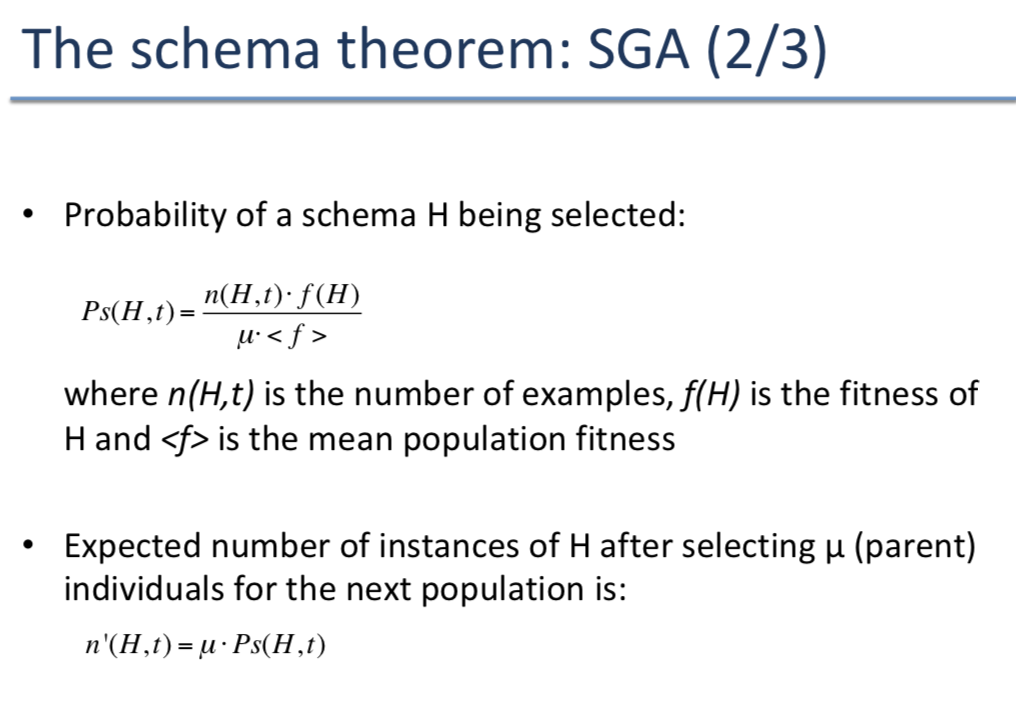 The schema theorem: SGA (2/3)
• Probability of a schema H being selected:
Ps(H,t) = n(H,t)· f(H) / μ· < f >
where n(H,t) is the number of examples, f(H) is the fitness of
H and <f> is the mean population fitness
• Expected number of instances of H after selecting μ (parent)
individuals for the next population is:
n'(H,t) = μ · Ps(H,t)